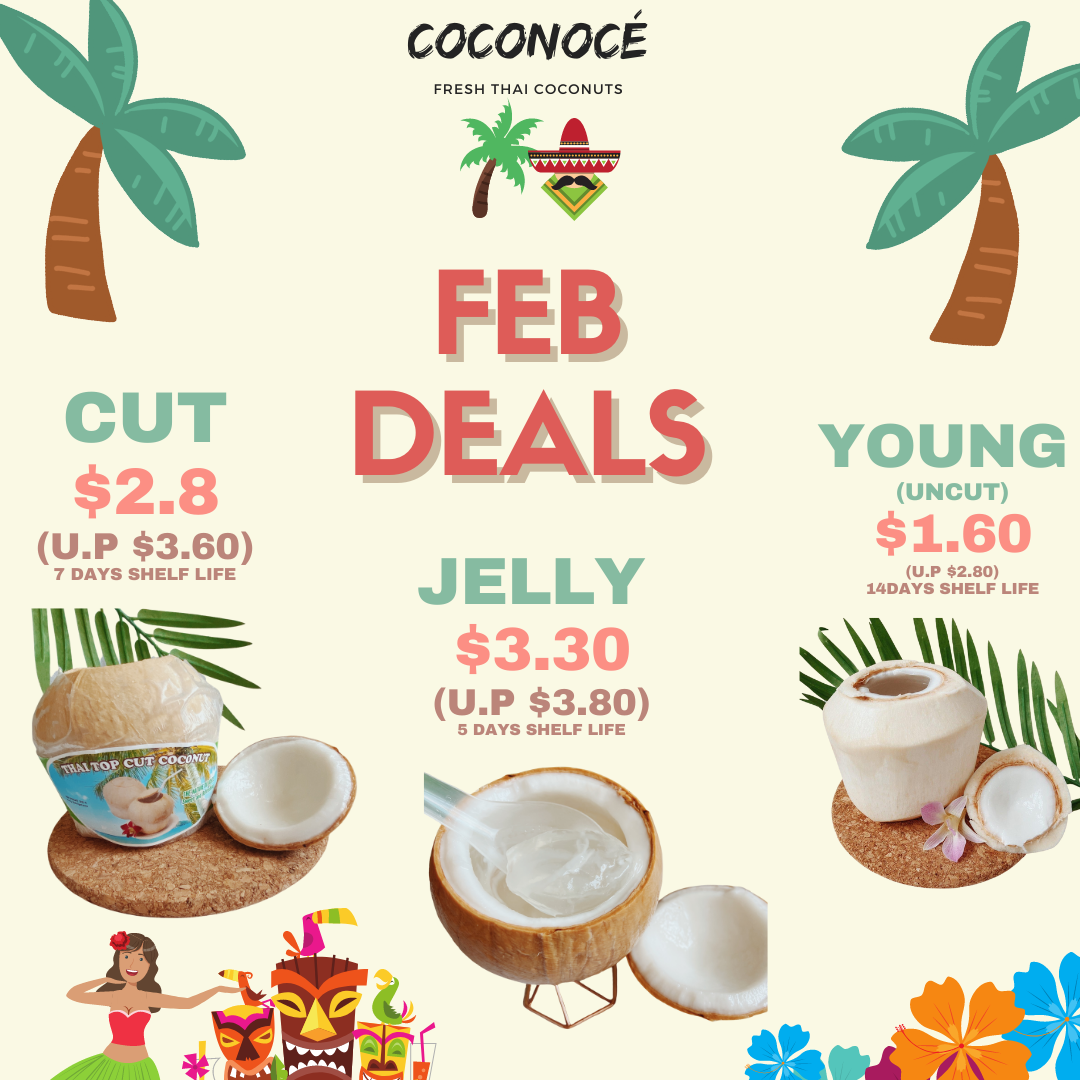 COCONOCÉ
FRESH THAI COCONUTS
FEB
DEALS
CUT
$2.8
(U.P $3.60)
7 DAYS SHELF LIFE
JELLY
$3.30
(U.P $3.80)
5 DAYS SHELF LIFE
YOUNG
(UNCUT)
$1.60
(U.P $2.80)
14DAYS SHELF LIFE
THAI TOP CUT COCONUT